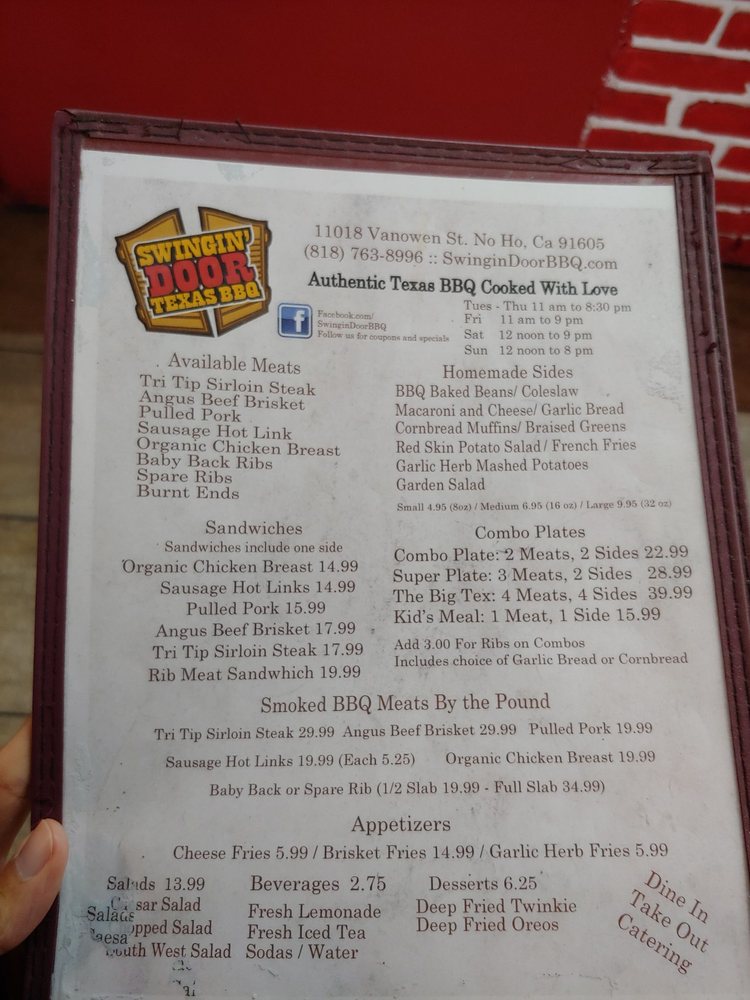 SWINGIN'
DOOR
TEXAS BBQ
11018 Vanowen St. No Ho, Ca 91605
(818) 763-8996 :: SwinginDoorBBQ.com
Authentic Texas BBQ Cooked With Love
f
Facebook.com/
SwinginDoorBBQ
Follow us for coupons and specials
Tues - Thu 11 am to 8:30 pm
Fri 11 am to 9 pm
Sat 12 noon to 9 pm
Sun 12 noon to 8 pm
Available Meats
Tri Tip Sirloin Steak
Angus Beef Brisket
Pulled Pork
Sausage Hot Link
Organic Chicken Breast
Baby Back Ribs
Spare Ribs
Burnt Ends
Homemade Sides
BBQ Baked Beans/ Coleslaw
Macaroni and Cheese/ Garlic Bread
Cornbread Muffins/ Braised Greens
Red Skin Potato Salad/ French Fries
Garlic Herb Mashed Potatoes
Garden Salad
Small 4.95 (8oz) / Medium 6.95 (16 oz) / Large 9.95 (32 oz)
Sandwiches
Sandwiches include one side
Organic Chicken Breast 14.99
Sausage Hot Links 14.99
Pulled Pork 15.99
Angus Beef Brisket 17.99
Tri Tip Sirloin Steak 17.99
Rib Meat Sandwhich 19.99
Combo Plates
Combo Plate: 2 Meats, 2 Sides 22.99
Super Plate: 3 Meats, 2 Sides 28.99
The Big Tex: 4 Meats, 4 Sides 39.99
Kid's Meal: 1 Meat, 1 Side 15.99
Add 3.00 For Ribs on Combos
Includes choice of Garlic Bread or Cornbread
Smoked BBQ Meats By the Pound
Tri Tip Sirloin Steak 29.99 Angus Beef Brisket 29.99 Pulled Pork 19.99
Sausage Hot Links 19.99 (Each 5.25) Organic Chicken Breast 19.99
Baby Back or Spare Rib (1/2 Slab 19.99 - Full Slab 34.99)
Appetizers
Cheese Fries 5.99 / Brisket Fries 14.99 / Garlic Herb Fries 5.99
Salads 13.99
sar Salad
Salads
opped Salad
aesa
outh West Salad
Beverages 2.75
Fresh Lemonade
Fresh Iced Tea
Sodas / Water
Desserts 6.25
Deep Fried Twinkie
Deep Fried Oreos
Dine In
Take Out
Catering